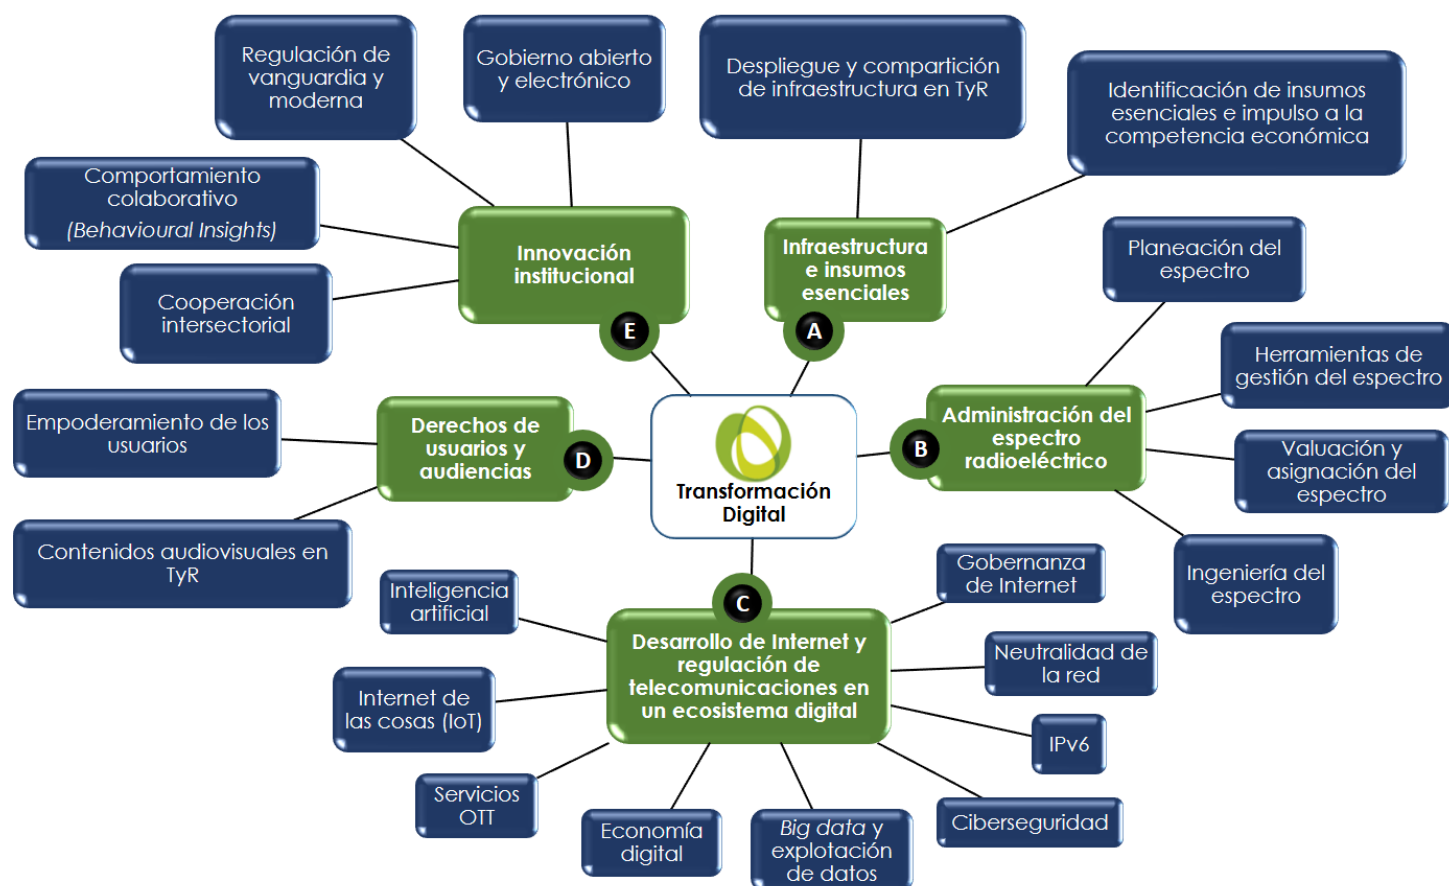 Regulación de
vanguardia y
moderna
Gobierno abierto
y electrónico
Despliegue y compartición
de infraestructura en TyR
Identificación de insumos
esenciales e impulso a la
competencia económica
Comportamiento
colaborativo
(Behavioural Insights)
Cooperación
intersectorial
Innovación
institucional
E
Infraestructura
e insumos
esenciales
A
Planeación del
espectro
Herramientas de
gestión del espectro
Valuación y
asignación del
espectro
Ingeniería del
espectro
Administración del
espectro
radioeléctrico
B
Empoderamiento de los
usuarios
Contenidos audiovisuales en
TyR
Derechos de
usuarios y
audiencias
D
Transformación
Digital
C
Desarrollo de Internet y
regulación de
telecomunicaciones en
un ecosistema digital
Inteligencia
artificial
Internet de
las cosas (IoT)
Servicios
OTT
Economía
digital
Big data y
explotación
de datos
Ciberseguridad
IPv6
Neutralidad de
la red
Gobernanza
de Internet